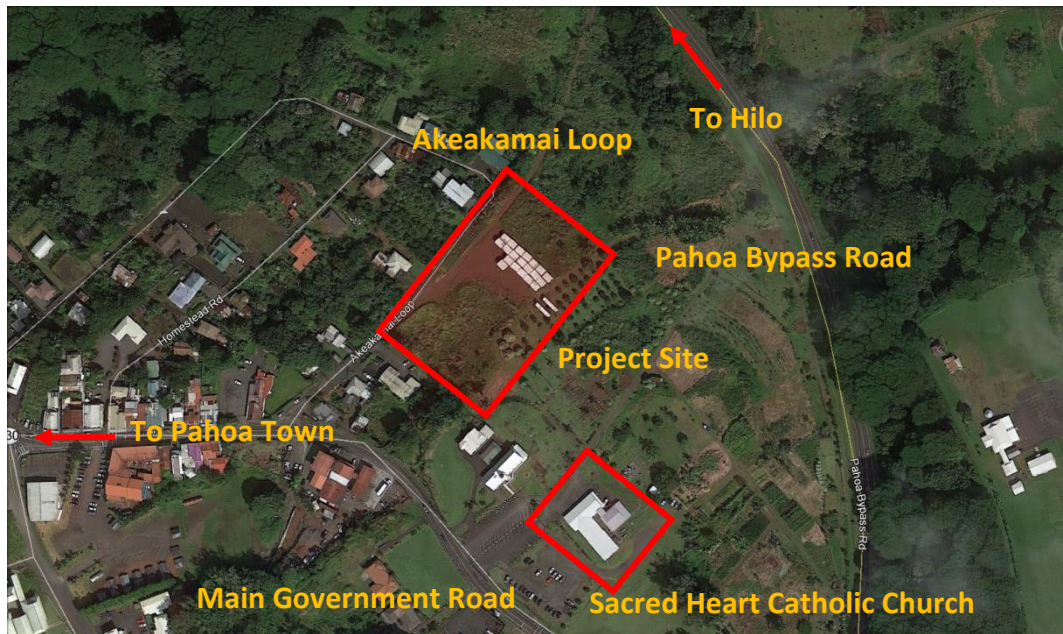 To Hilo
Akeakamai Loop
Pahoa Bypass Road
Homestead Rd
Akeakamai Loop
Project Site
30
To Pahoa Town
Pahoa Bypass Rd
Main Government Road
Sacred Heart Catholic Church